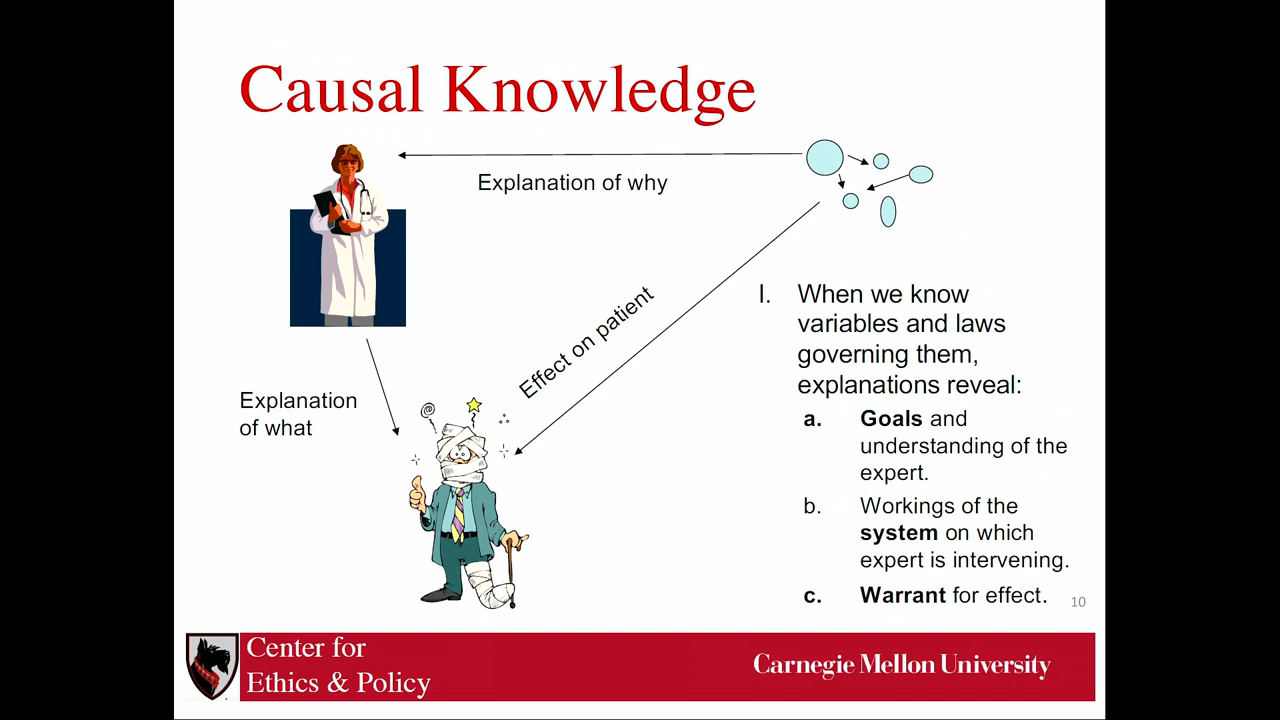 Causal Knowledge
Explanation of why
Effect on patient
Explanation
of what
I. When we know
variables and laws
governing them,
explanations reveal:
a. Goals and
understanding of the
expert.
b. Workings of the
system on which
expert is intervening.
c. Warrant for effect.
10
Center for
Ethics & Policy
Carnegie Mellon University